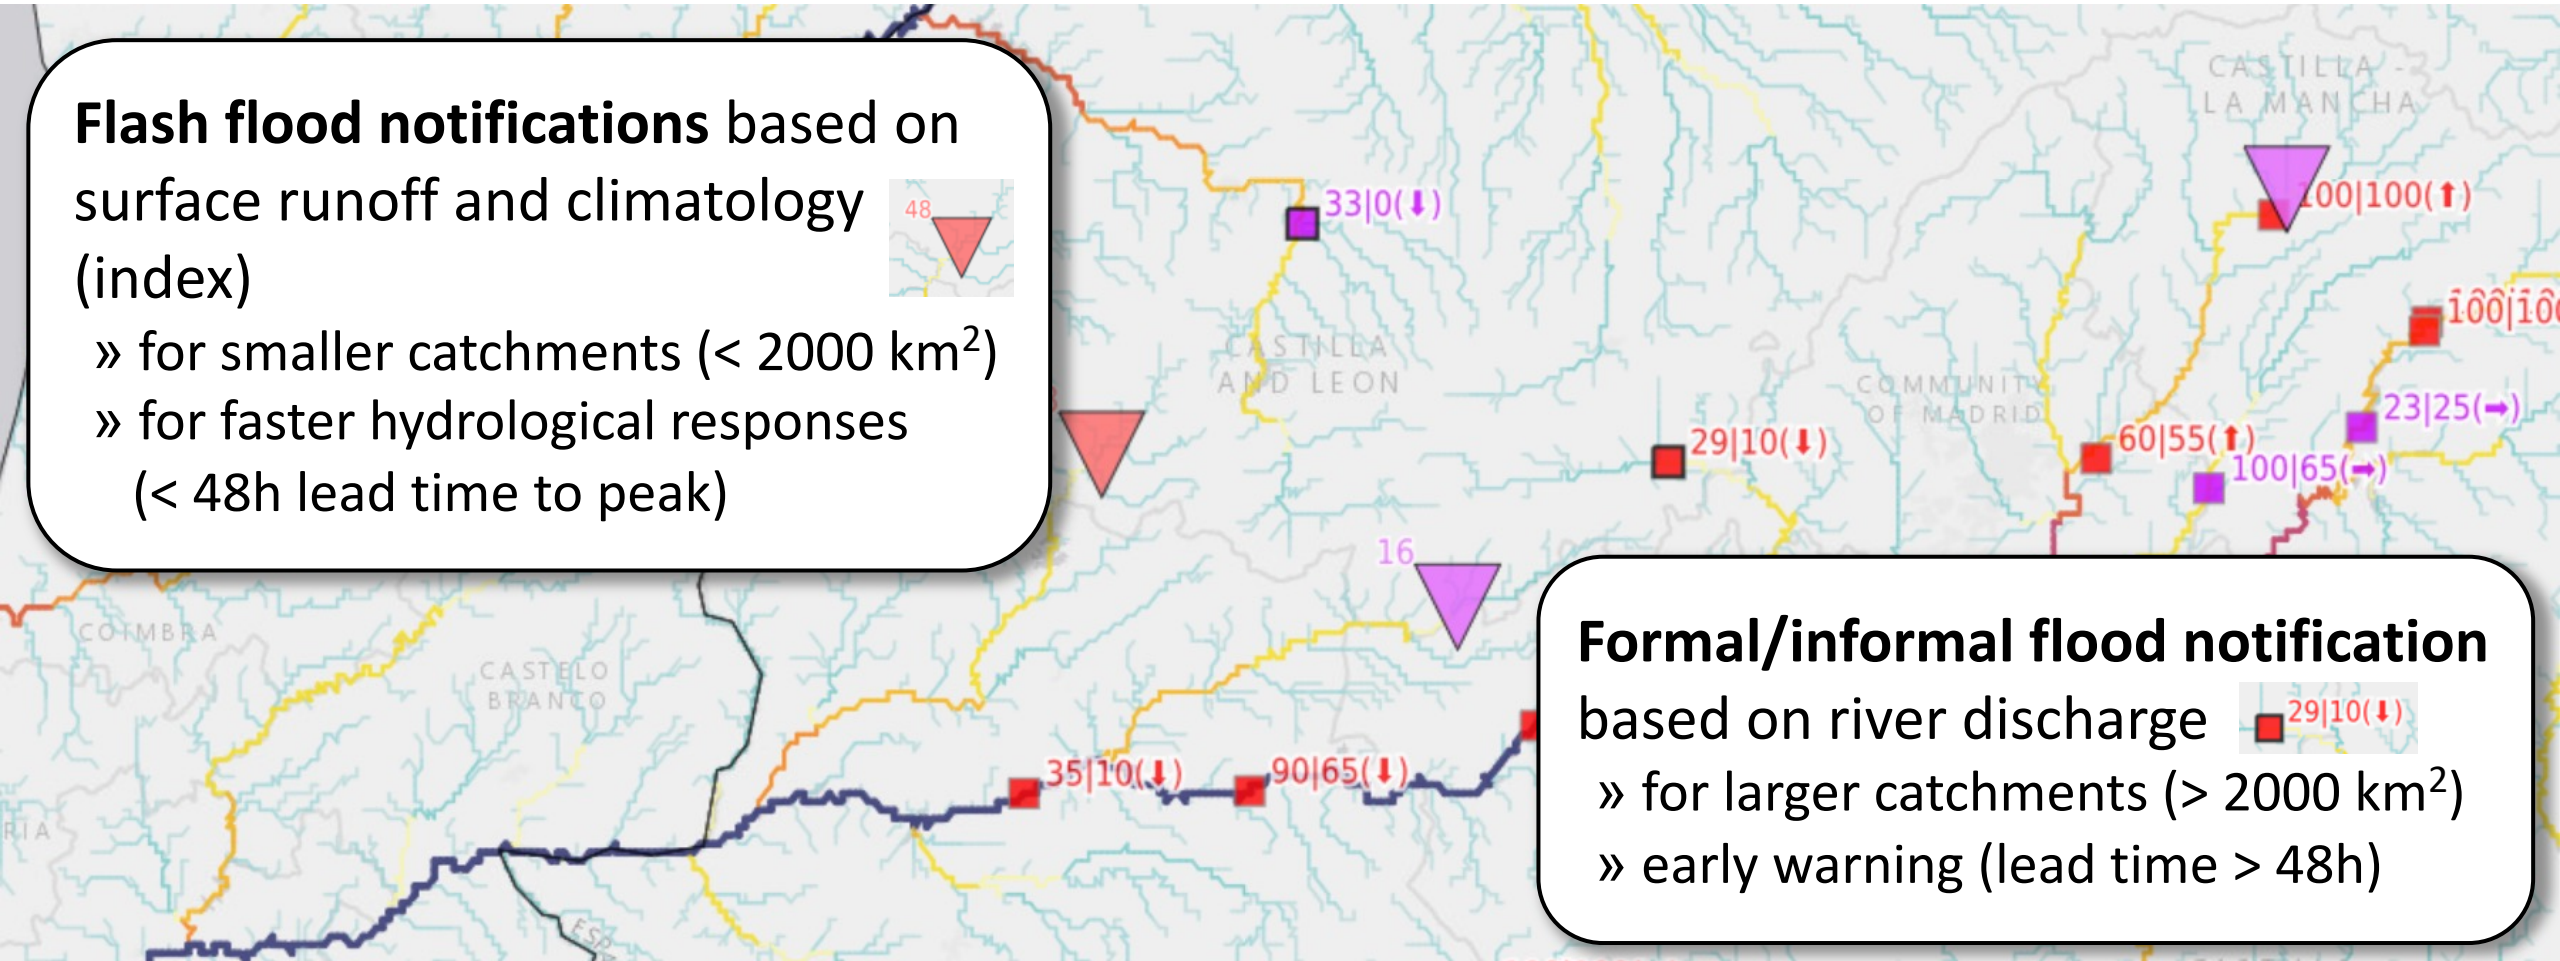 Flash flood notifications based on
surface runoff and climatology
(index)
48
» for smaller catchments (< 2000 km²)
» for faster hydrological responses
(< 48h lead time to peak)
CASTILLA -
LA MANCHA
33|0(⬇)
100|100(⬆)
CASTILLA
AND LEON
COMMUNITY
OF MADRID
23|25(➡)
29|10(⬇)
60|55(⬆)
100|65(➡)
16
COIMBRA
CASTELO
BRANCO
35|10(⬇)
90|65(⬇)
Formal/informal flood notification
based on river discharge
29|10(⬇)
» for larger catchments (> 2000 km²)
» early warning (lead time > 48h)
RIA
ESP